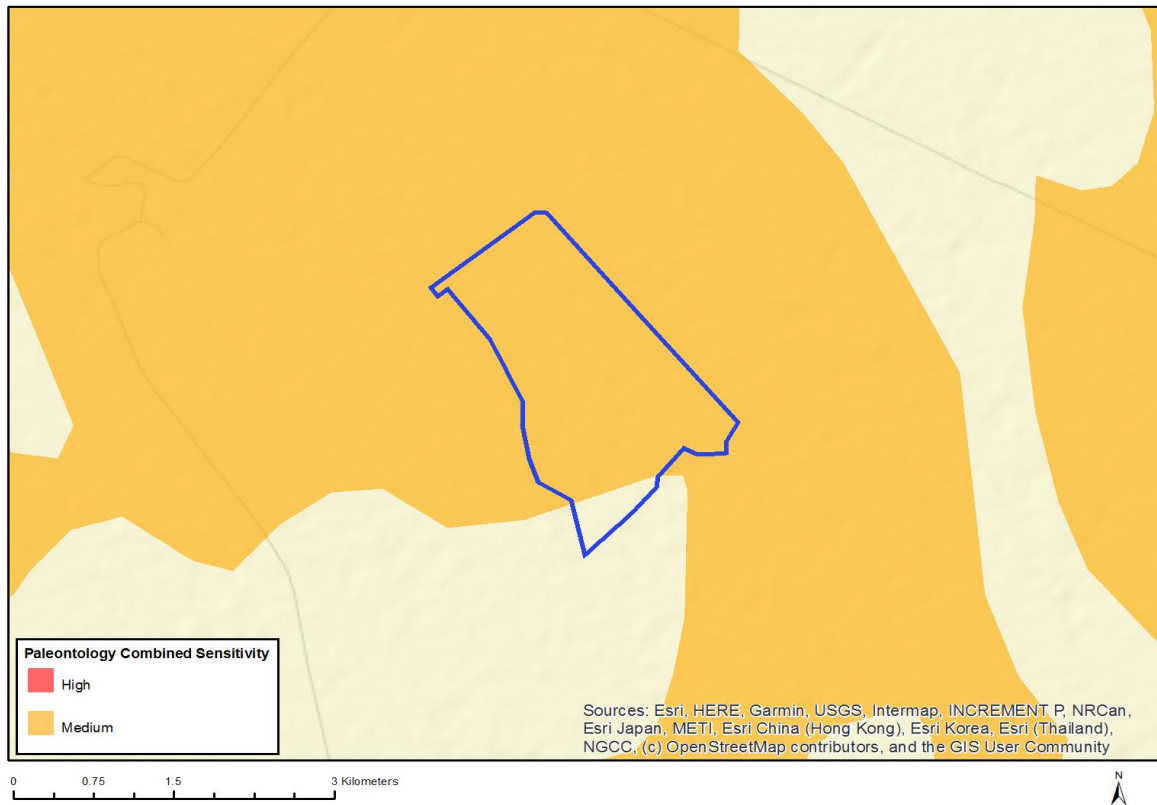 Paleontology Combined Sensitivity
High
Medium
Sources: Esri, HERE, Garmin, USGS, Intermap, INCREMENT P, NRCan,
Esri Japan, METI, Esri China (Hong Kong), Esri Korea, Esri (Thailand),
NGCC, (c) OpenStreetMap contributors, and the GIS User Community
0 0.75 1.5 3 Kilometers
N